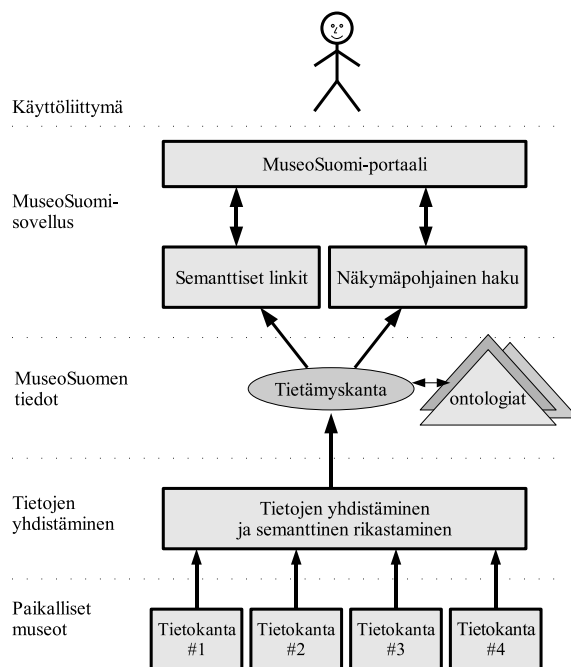 Käyttöliittymä
MuseoSuomi-portaali
MuseoSuomi-
sovellus
Semanttiset linkit
Näkymäpohjainen haku
MuseoSuomen
tiedot
Tietämyskanta
ontologiat
Tietojen
yhdistäminen
Tietojen yhdistäminen
ja semanttinen rikastaminen
Paikalliset
museot
Tietokanta
#1
Tietokanta
#2
Tietokanta
#3
Tietokanta
#4